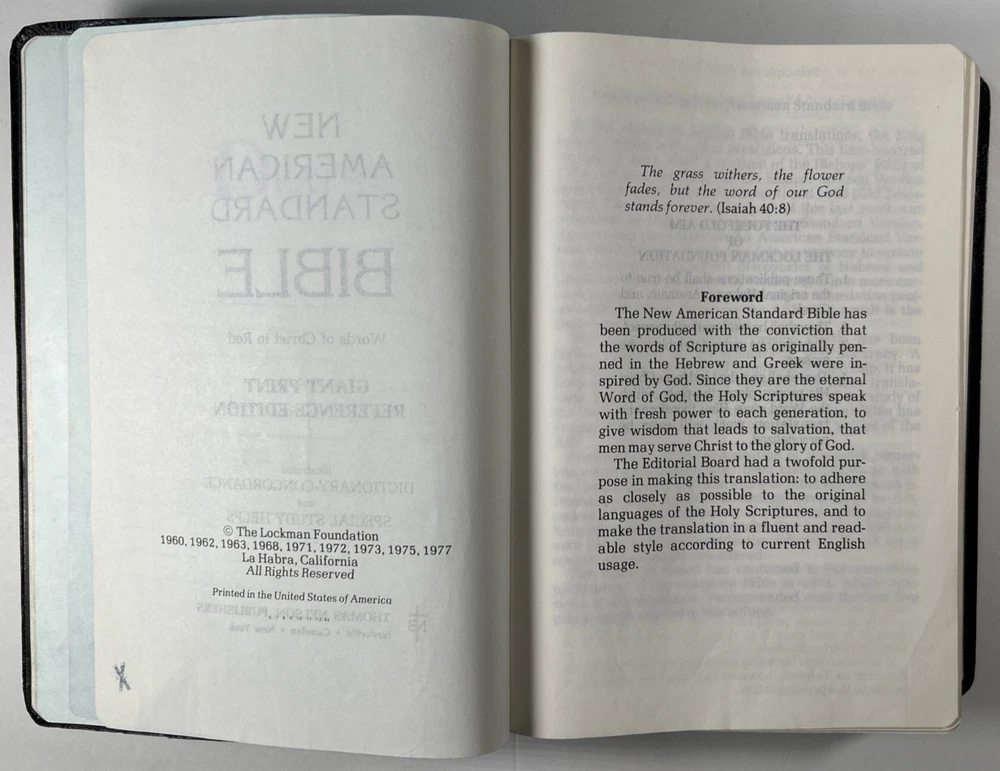 © The Lockman Foundation
1960, 1962, 1963, 1968, 1971, 1972, 1973, 1975, 1977
La Habra, California
All Rights Reserved
Printed in the United States of America
X
The grass withers, the flower
fades, but the word of our God
stands forever. (Isaiah 40:8)
Foreword
The New American Standard Bible has
been produced with the conviction that
the words of Scripture as originally pen-
ned in the Hebrew and Greek were in-
spired by God. Since they are the eternal
Word of God, the Holy Scriptures speak
with fresh power to each generation, to
give wisdom that leads to salvation, that
men may serve Christ to the glory of God.
The Editorial Board had a twofold pur-
pose in making this translation: to adhere
as closely as possible to the original
languages of the Holy Scriptures, and to
make the translation in a fluent and read-
able style according to current English
usage.